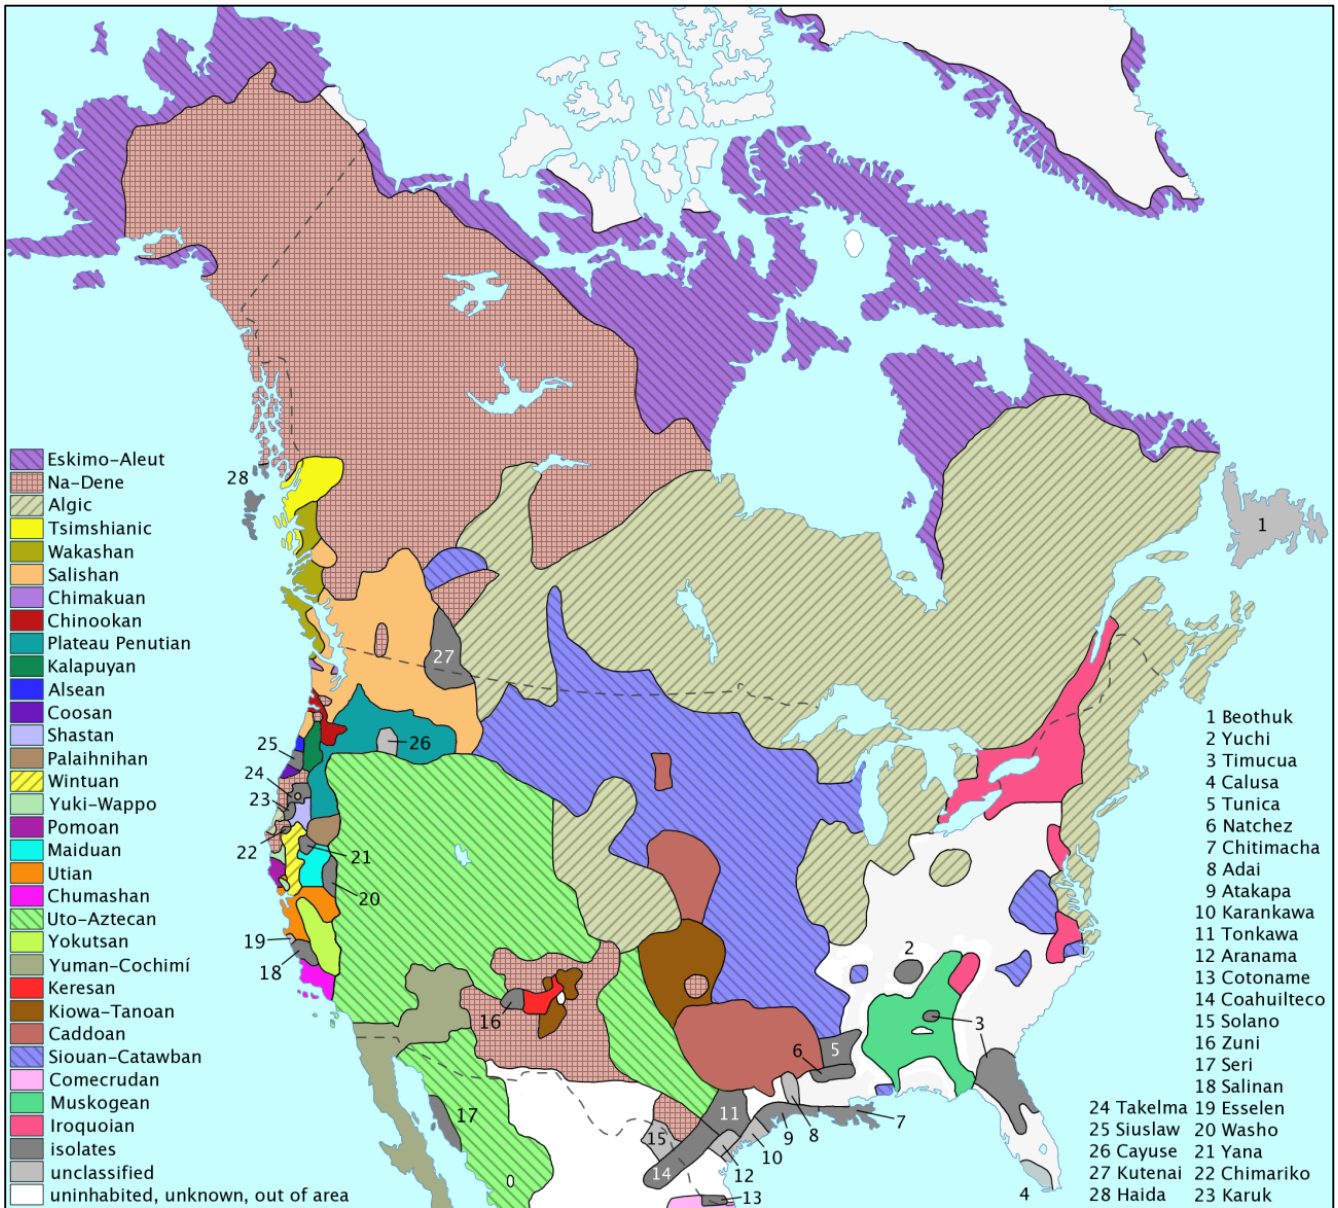 Eskimo-Aleut
Na-Dene
Algic
Tsimshianic
Wakashan
Salishan
Chimakuan
Chinookan
Plateau Penutian
Kalapuyan
Alsean
Coosan
Shastan
Palaihnihan
Wintuan
Yuki-Wappo
Pomoan
Maiduan
Utian
Chumashan
Uto-Aztecan
Yokutsan
Yuman-Cochimí
Keresan
Kiowa-Tanoan
Caddoan
Siouan-Catawban
Comecrudan
Muskogean
Iroquoian
isolates
unclassified
uninhabited, unknown, out of area
28
1
27
26
25
24
23
22
21
20
19
18
16
17
0
2
3
5
6
7
8
9
10
11
12
13
14
15
4
1 Beothuk
2 Yuchi
3 Timucua
4 Calusa
5 Tunica
6 Natchez
7 Chitimacha
8 Adai
9 Atakapa
10 Karankawa
11 Tonkawa
12 Aranama
13 Cotoname
14 Coahuilteco
15 Solano
16 Zuni
17 Seri
18 Salinan
19 Esselen
20 Washo
21 Yana
22 Chimariko
23 Karuk
24 Takelma
25 Siuslaw
26 Cayuse
27 Kutenai
28 Haida